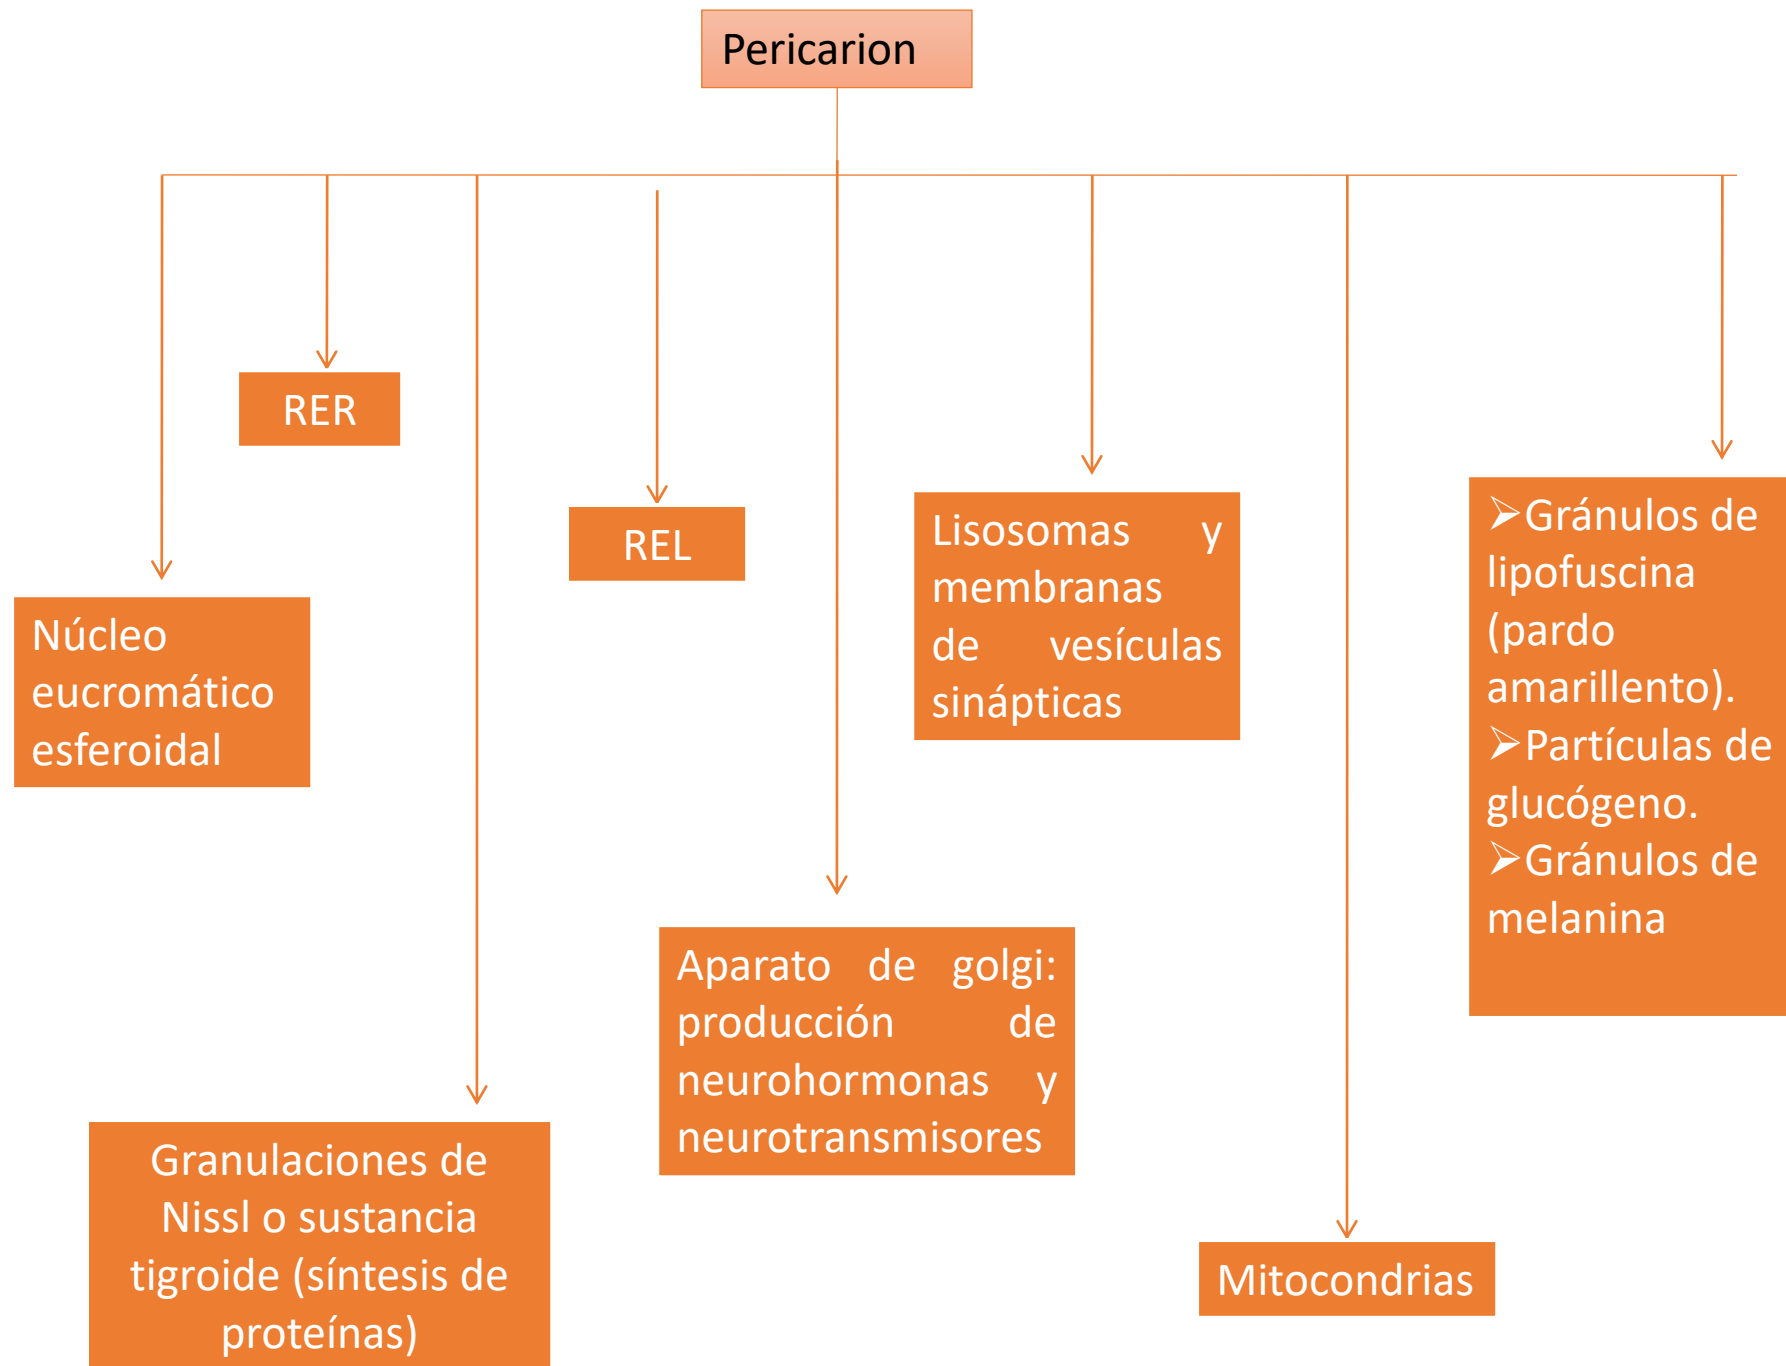 Pericarion
RER
REL
Núcleo
eucromático
esferoidal
Granulaciones de
Nissl o sustancia
tigroide (síntesis de
proteínas)
Aparato de golgi:
producción de
neurohormonas y
neurotransmisores
Lisosomas y
membranas
de vesículas
sinápticas
Mitocondrias
➢Gránulos de
lipofuscina
(pardo
amarillento).
➢Partículas de
glucógeno.
➢Gránulos de
melanina